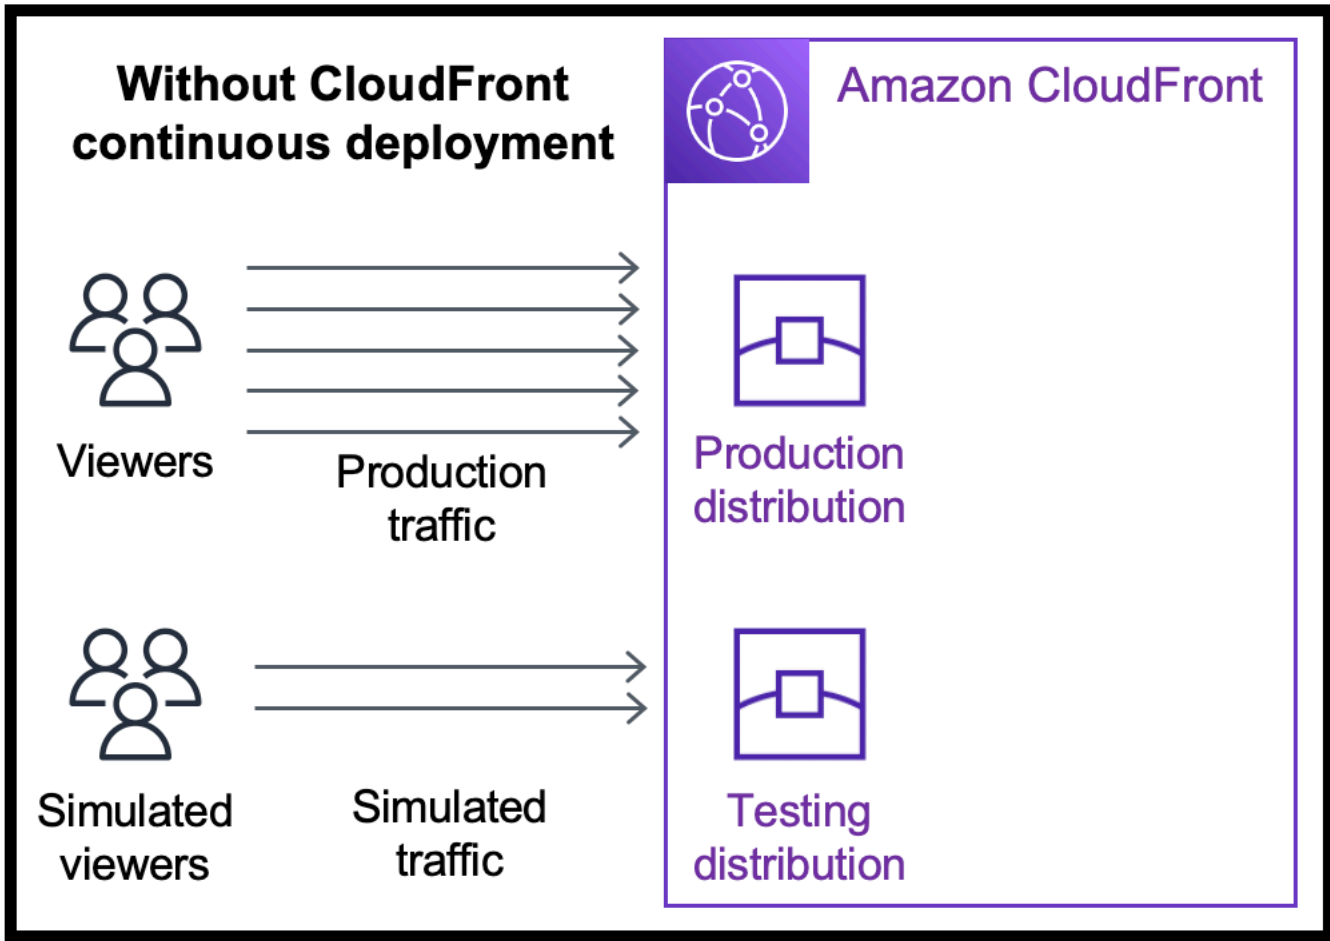 Without CloudFront
continuous deployment
Amazon CloudFront
Viewers
Production
traffic
Production
distribution
Simulated
viewers
Simulated
traffic
Testing
distribution